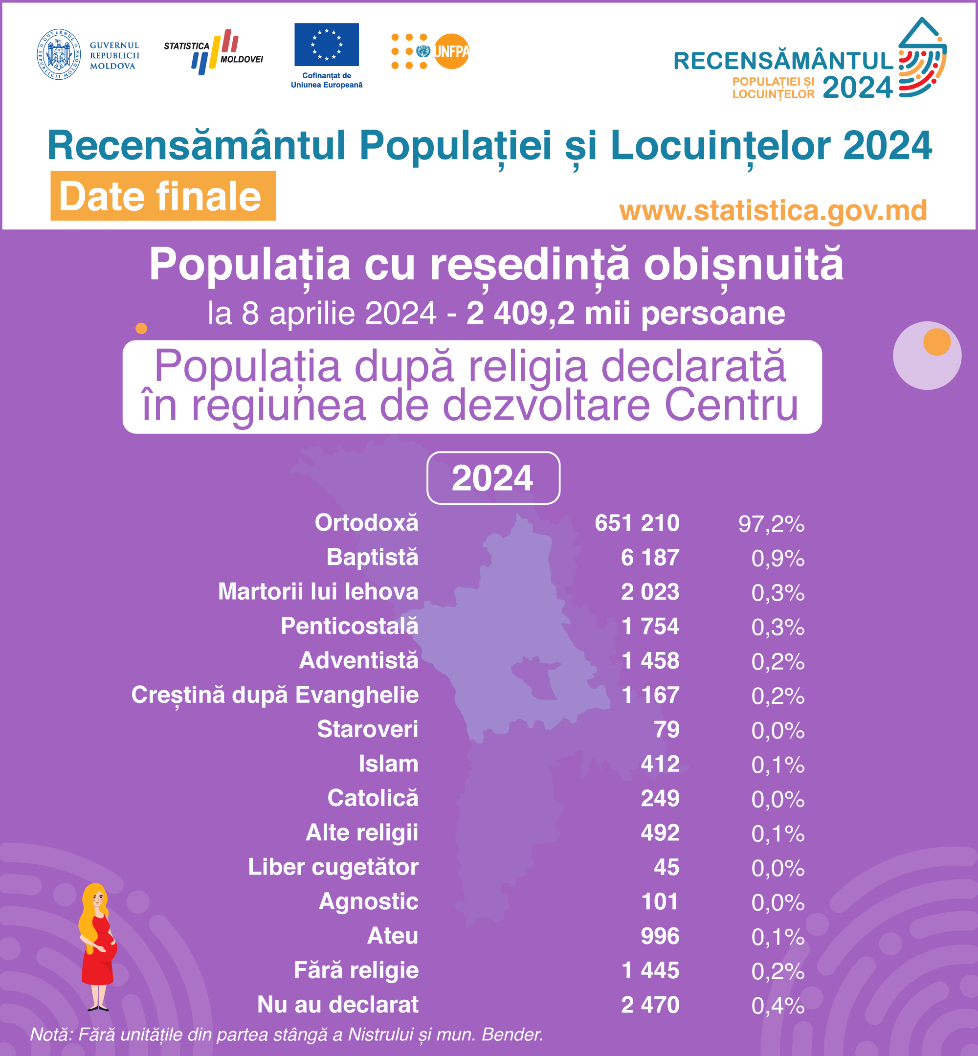 GUVERNUL
REPUBLICII
MOLDOVA
STATISTICA
MOLDOVEI
Cofinanțat de
Uniunea Europeană
UNFPA
RECENSĂMÂNTUL
POPULAȚIEI ȘI
LOCUINȚELOR
2024
Recensământul Populației și Locuințelor 2024
Date finale
www.statistica.gov.md
Populația cu reședință obișnuită
la 8 aprilie 2024 - 2 409,2 mii persoane
Populația după religia declarată
în regiunea de dezvoltare Centru
2024
Ortodoxă 651 210 97,2%
Baptistă 6 187 0,9%
Martorii lui Iehova 2 023 0,3%
Penticostală 1 754 0,3%
Adventistă 1 458 0,2%
Creștină după Evanghelie 1 167 0,2%
Staroveri 79 0,0%
Islam 412 0,1%
Catolică 249 0,0%
Alte religii 492 0,1%
Liber cugetător 45 0,0%
Agnostic 101 0,0%
Ateu 996 0,1%
Fără religie 1 445 0,2%
Nu au declarat 2 470 0,4%
Notă: Fără unitățile din partea stângă a Nistrului și mun. Bender.